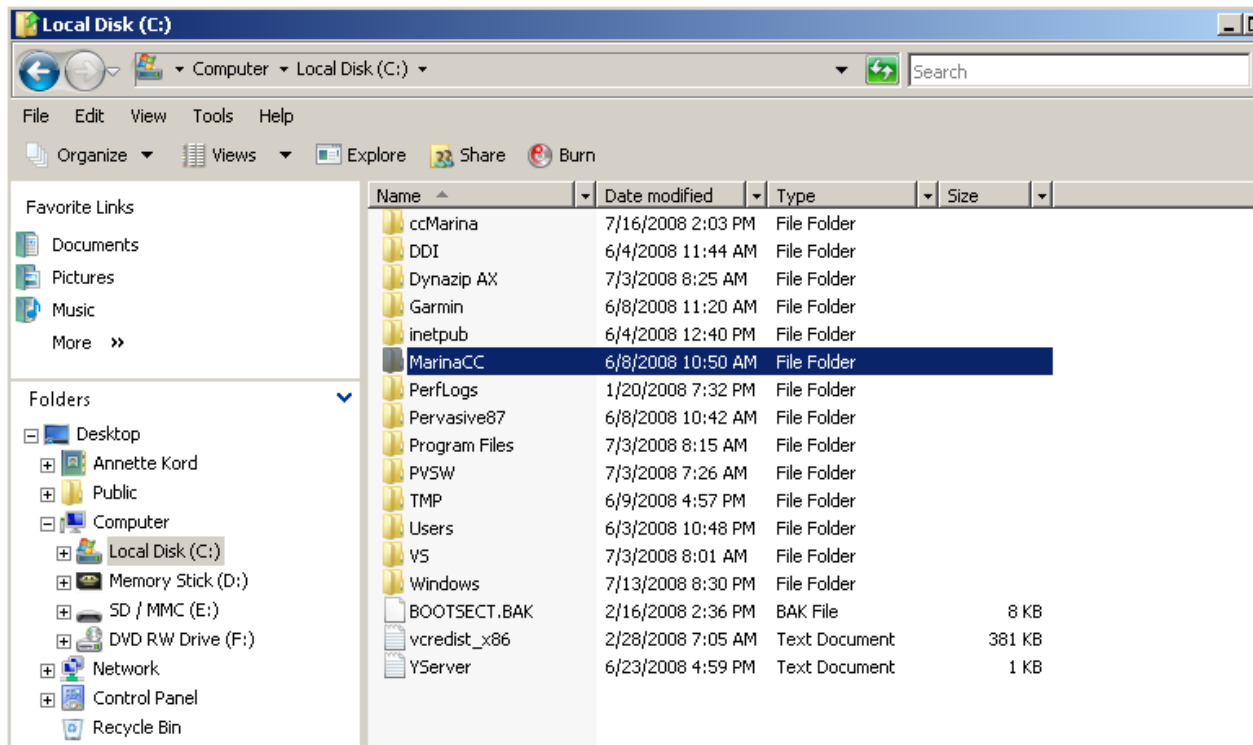 Local Disk (C:)
Computer Local Disk (C:)
Search
File Edit View Tools Help
Organize Views Explore Share Burn
Favorite Links
Documents
Pictures
Music
More »
Folders
Desktop
Annette Kord
Public
Computer
Local Disk (C:)
Memory Stick (D:)
SD / MMC (E:)
DVD RW Drive (F:)
Network
Control Panel
Recycle Bin
Name Date modified Type Size
ccMarina 7/16/2008 2:03 PM File Folder
DDI 6/4/2008 11:44 AM File Folder
Dynazip AX 7/3/2008 8:25 AM File Folder
Garmin 6/8/2008 11:20 AM File Folder
inetpub 6/4/2008 12:40 PM File Folder
MarinaCC 6/8/2008 10:50 AM File Folder
PerfLogs 1/20/2008 7:32 PM File Folder
Pervasive87 6/8/2008 10:42 AM File Folder
Program Files 7/3/2008 8:15 AM File Folder
PVSW 7/3/2008 7:26 AM File Folder
TMP 6/9/2008 4:57 PM File Folder
Users 6/3/2008 10:48 PM File Folder
VS 7/3/2008 8:01 AM File Folder
Windows 7/13/2008 8:30 PM File Folder
BOOTSECT.BAK 2/16/2008 2:36 PM BAK File 8 KB
vcredist_x86 2/28/2008 7:05 AM Text Document 381 KB
YServer 6/23/2008 4:59 PM Text Document 1 KB